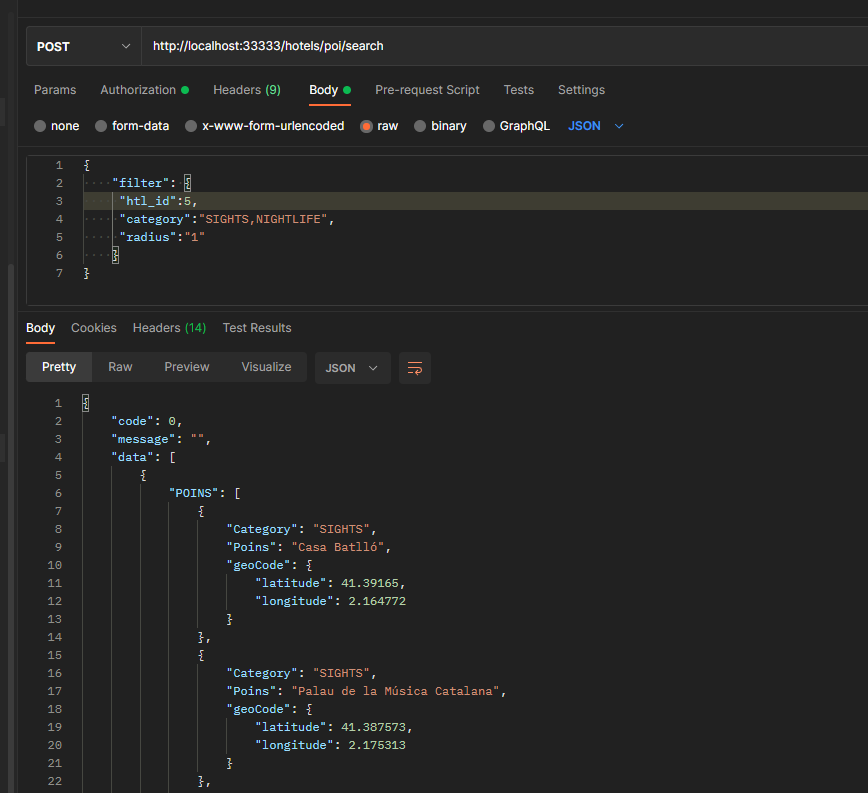 POST http://localhost:33333/hotels/poi/search
Params Authorization Headers (9) Body Pre-request Script Tests Settings
none form-data x-www-form-urlencoded raw binary GraphQL JSON
1 {
2 "filter": {
3 "htl_id":5,
4 "category":"SIGHTS,NIGHTLIFE",
5 "radius":"1"
6 }
7 }
Body Cookies Headers (14) Test Results
Pretty Raw Preview Visualize JSON
1 {
2 "code": 0,
3 "message": "",
4 "data": [
5 {
6 "POINS": [
7 {
8 "Category": "SIGHTS",
9 "Poins": "Casa Batlló",
10 "geoCode": {
11 "latitude": 41.39165,
12 "longitude": 2.164772
13 }
14 },
15 {
16 "Category": "SIGHTS",
17 "Poins": "Palau de la Música Catalana",
18 "geoCode": {
19 "latitude": 41.387573,
20 "longitude": 2.175313
21 }
22 },